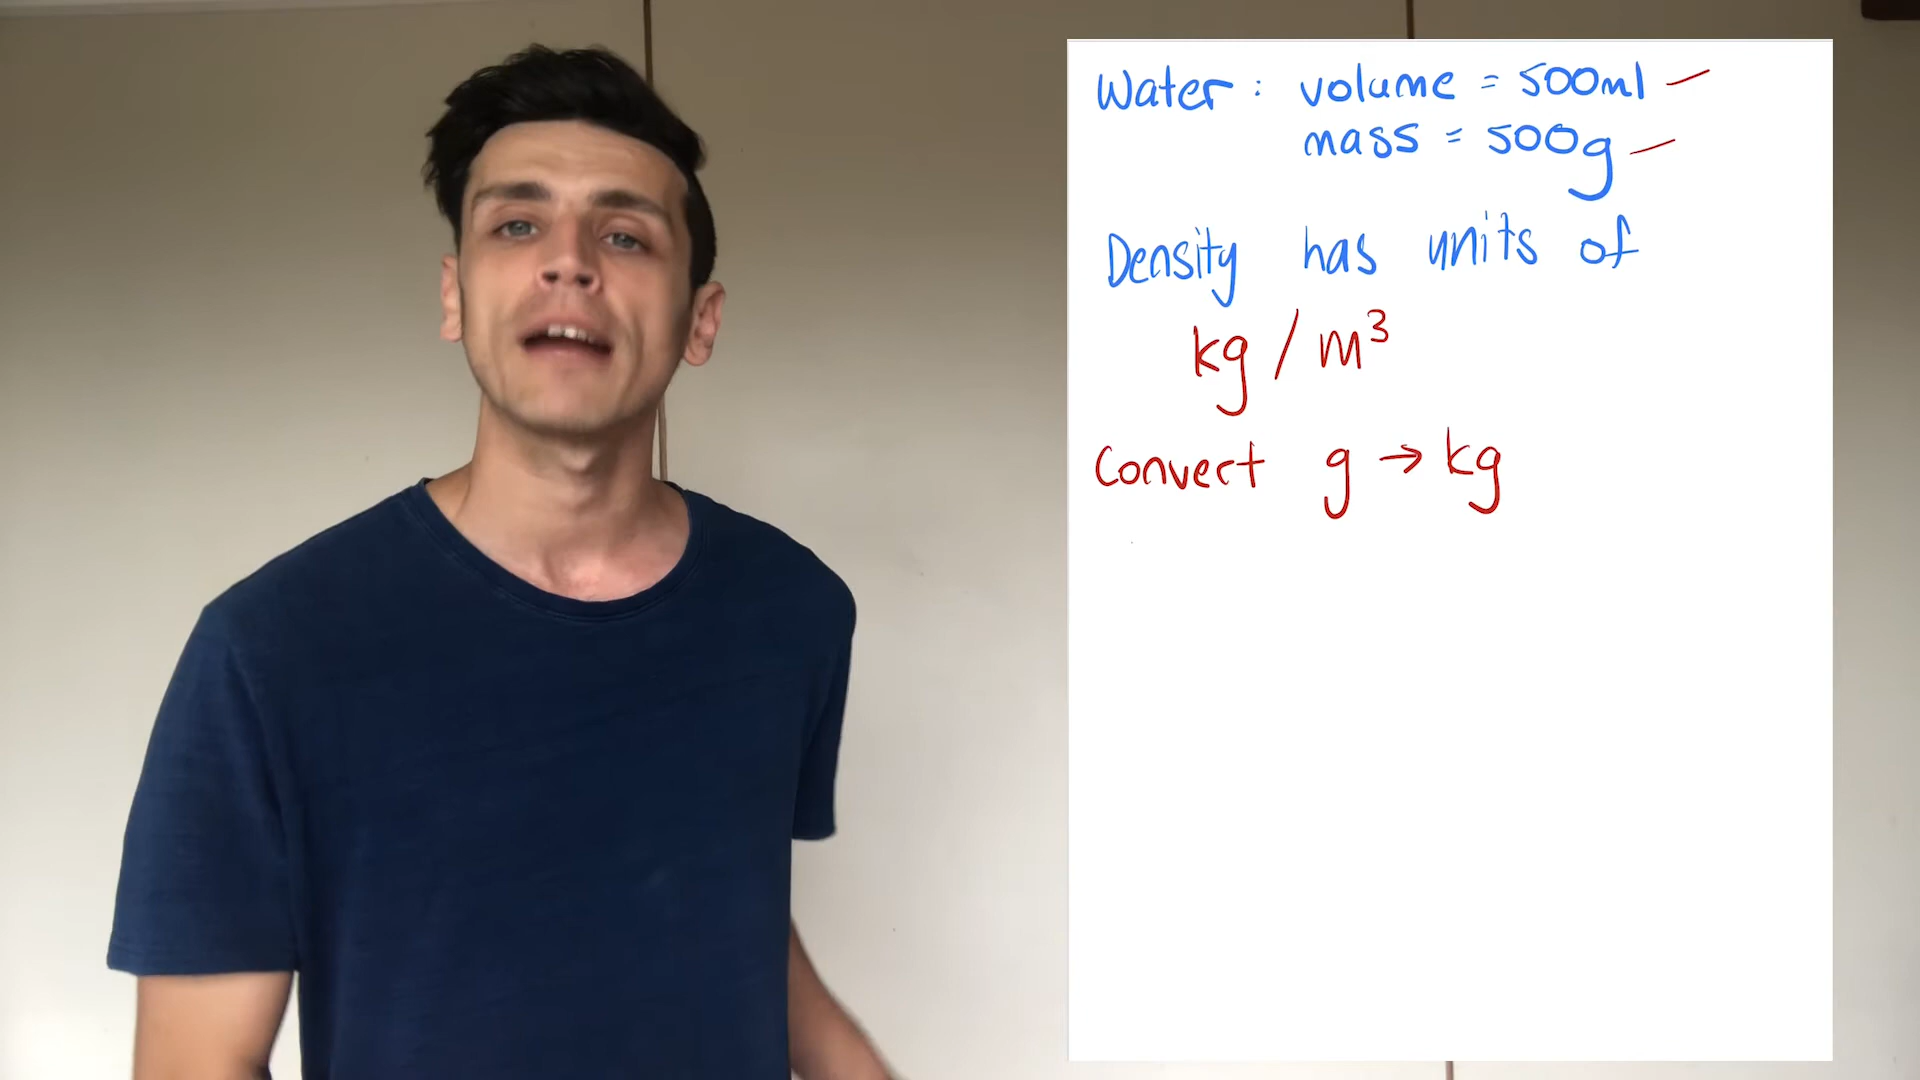 Water : volume = 500ml
mass = 500g
Density has units of
kg / m³
Convert g → kg